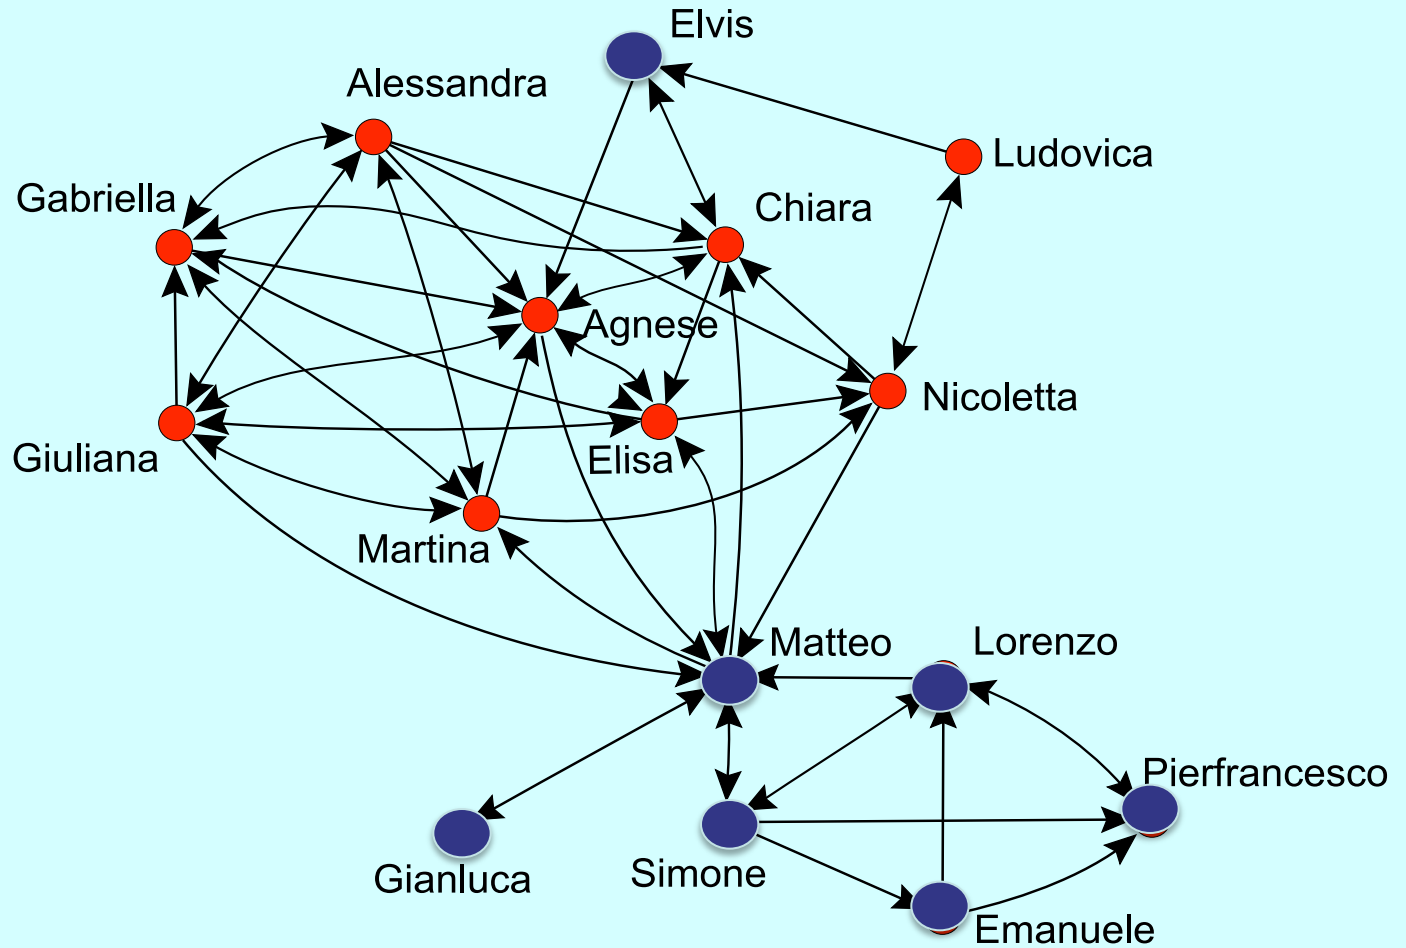 Elvis
Alessandra
Ludovica
Gabriella
Chiara
Agnese
Nicoletta
Giuliana
Elisa
Martina
Matteo
Lorenzo
Pierfrancesco
Gianluca
Simone
Emanuele